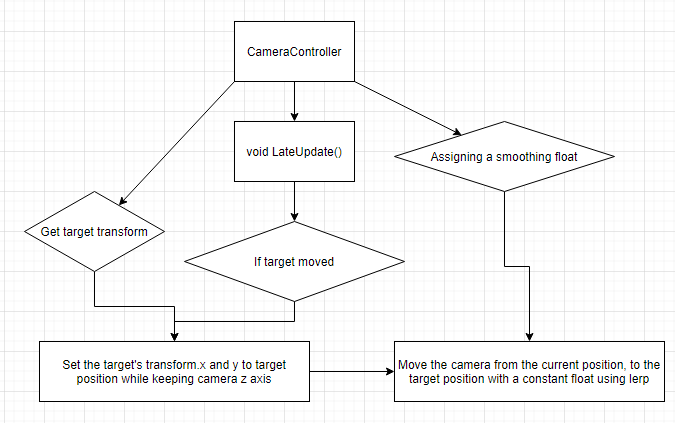 CameraController
void LateUpdate()
Assigning a smoothing float
Get target transform
If target moved
Set the target's transform.x and y to target
position while keeping camera z axis
Move the camera from the current position, to the
target position with a constant float using lerp